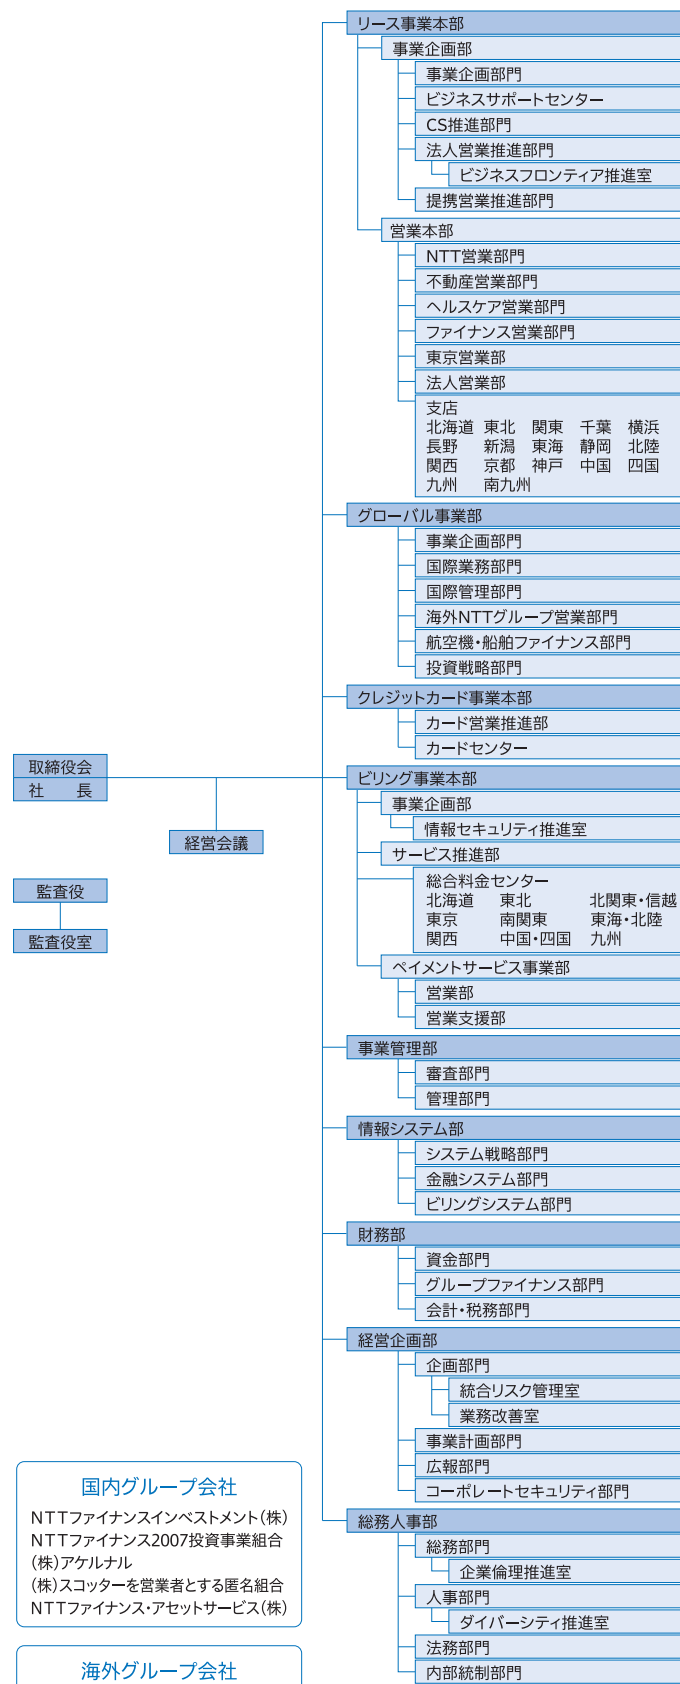 取締役会
社　長
経営会議
監査役
監査役室
リース事業本部
事業企画部
事業企画部門
ビジネスサポートセンター
CS推進部門
法人営業推進部門
ビジネスフロンティア推進室
提携営業推進部門
営業本部
NTT営業部門
不動産営業部門
ヘルスケア営業部門
ファイナンス営業部門
東京営業部
法人営業部
支店
北海道 東北 関東 千葉 横浜
長野 新潟 東海 静岡 北陸
関西 京都 神戸 中国 四国
九州 南九州
グローバル事業部
事業企画部門
国際業務部門
国際管理部門
海外NTTグループ営業部門
航空機・船舶ファイナンス部門
投資戦略部門
クレジットカード事業本部
カード営業推進部
カードセンター
ビリング事業本部
事業企画部
情報セキュリティ推進室
サービス推進部
総合料金センター
北海道 東北 北関東・信越
東京 南関東 東海・北陸
関西 中国・四国 九州
ペイメントサービス事業部
営業部
営業支援部
事業管理部
審査部門
管理部門
情報システム部
システム戦略部門
金融システム部門
ビリングシステム部門
財務部
資金部門
グループファイナンス部門
会計・税務部門
経営企画部
企画部門
統合リスク管理室
業務改善室
事業計画部門
広報部門
コーポレートセキュリティ部門
総務人事部
総務部門
企業倫理推進室
人事部門
ダイバーシティ推進室
法務部門
内部統制部門
国内グループ会社
NTTファイナンスインベストメント(株)
NTTファイナンス2007投資事業組合
(株)アケルナル
(株)スコッターを営業者とする匿名組合
NTTファイナンス・アセットサービス(株)
海外グループ会社